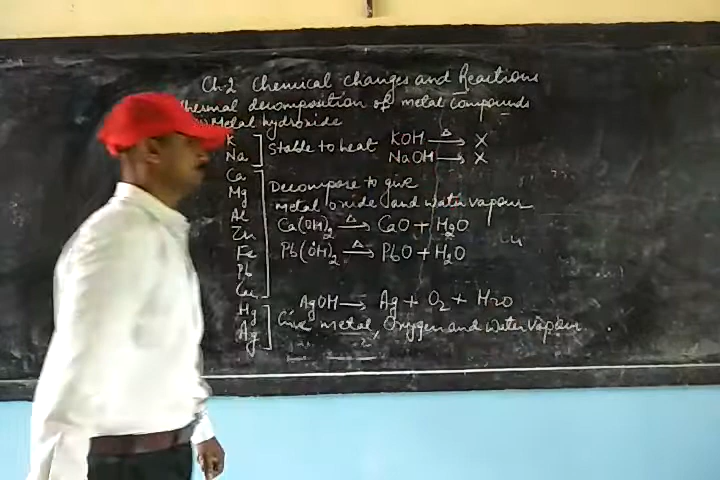 Ch.2 Chemical changes and Reactions
Thermal decomposition of metal compounds
Metal hydroxide
K
Na
Stable to heat
KOH —Δ→ X
NaOH → X
Ca
Mg
Al
Zn
Fe
Pb
Cu
Decompose to give
Metal oxide and water vapour
Ca(OH)₂ —Δ→ CaO + H₂O
Pb(OH)₂ —Δ→ PbO + H₂O
Hg
Ag
AgOH → Ag + O₂ + H₂O
Give metal Oxygen and water vapour